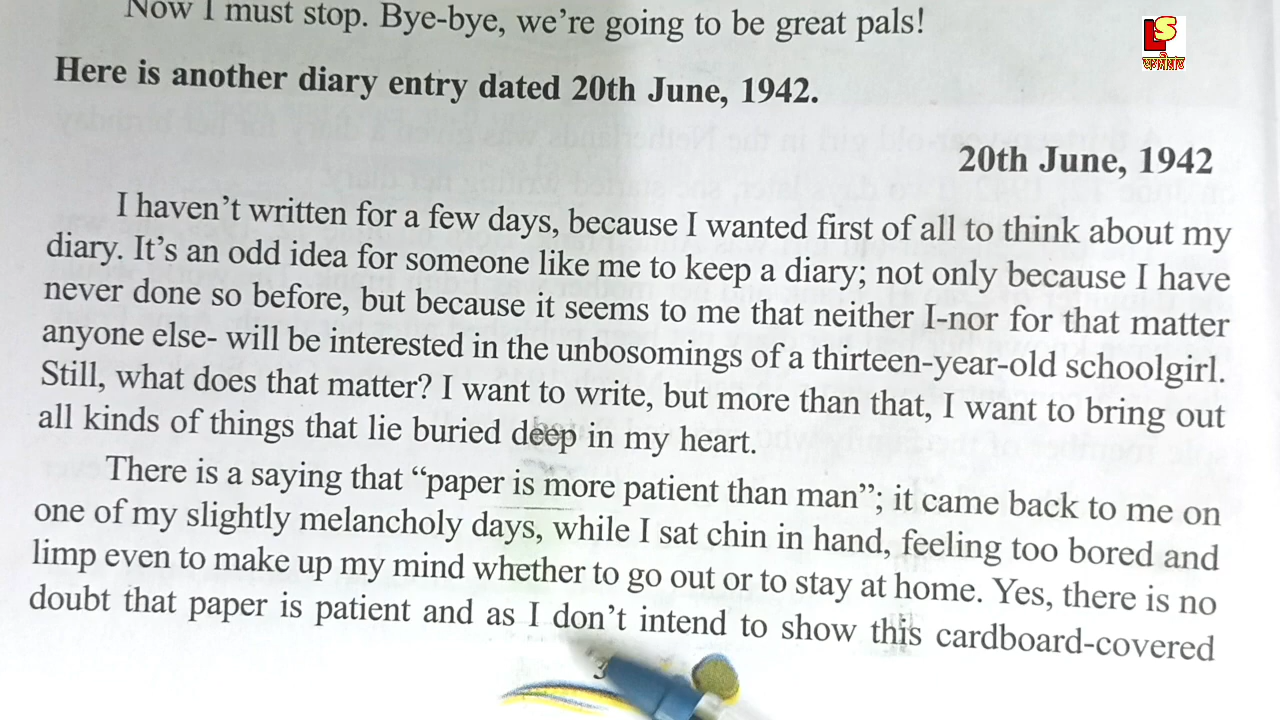 Now I must stop. Bye-bye, we're going to be great pals!
LS
Here is another diary entry dated 20th June, 1942.
20th June, 1942
I haven't written for a few days, because I wanted first of all to think about my
diary. It's an odd idea for someone like me to keep a diary; not only because I have
never done so before, but because it seems to me that neither I-nor for that matter
anyone else- will be interested in the unbosomings of a thirteen-year-old schoolgirl.
Still, what does that matter? I want to write, but more than that, I want to bring out
all kinds of things that lie buried deep in my heart.
There is a saying that “paper is more patient than man”; it came back to me on
one of my slightly melancholy days, while I sat chin in hand, feeling too bored and
limp even to make up my mind whether to go out or to stay at home. Yes, there is no
doubt that paper is patient and as I don't intend to show this cardboard-covered
3